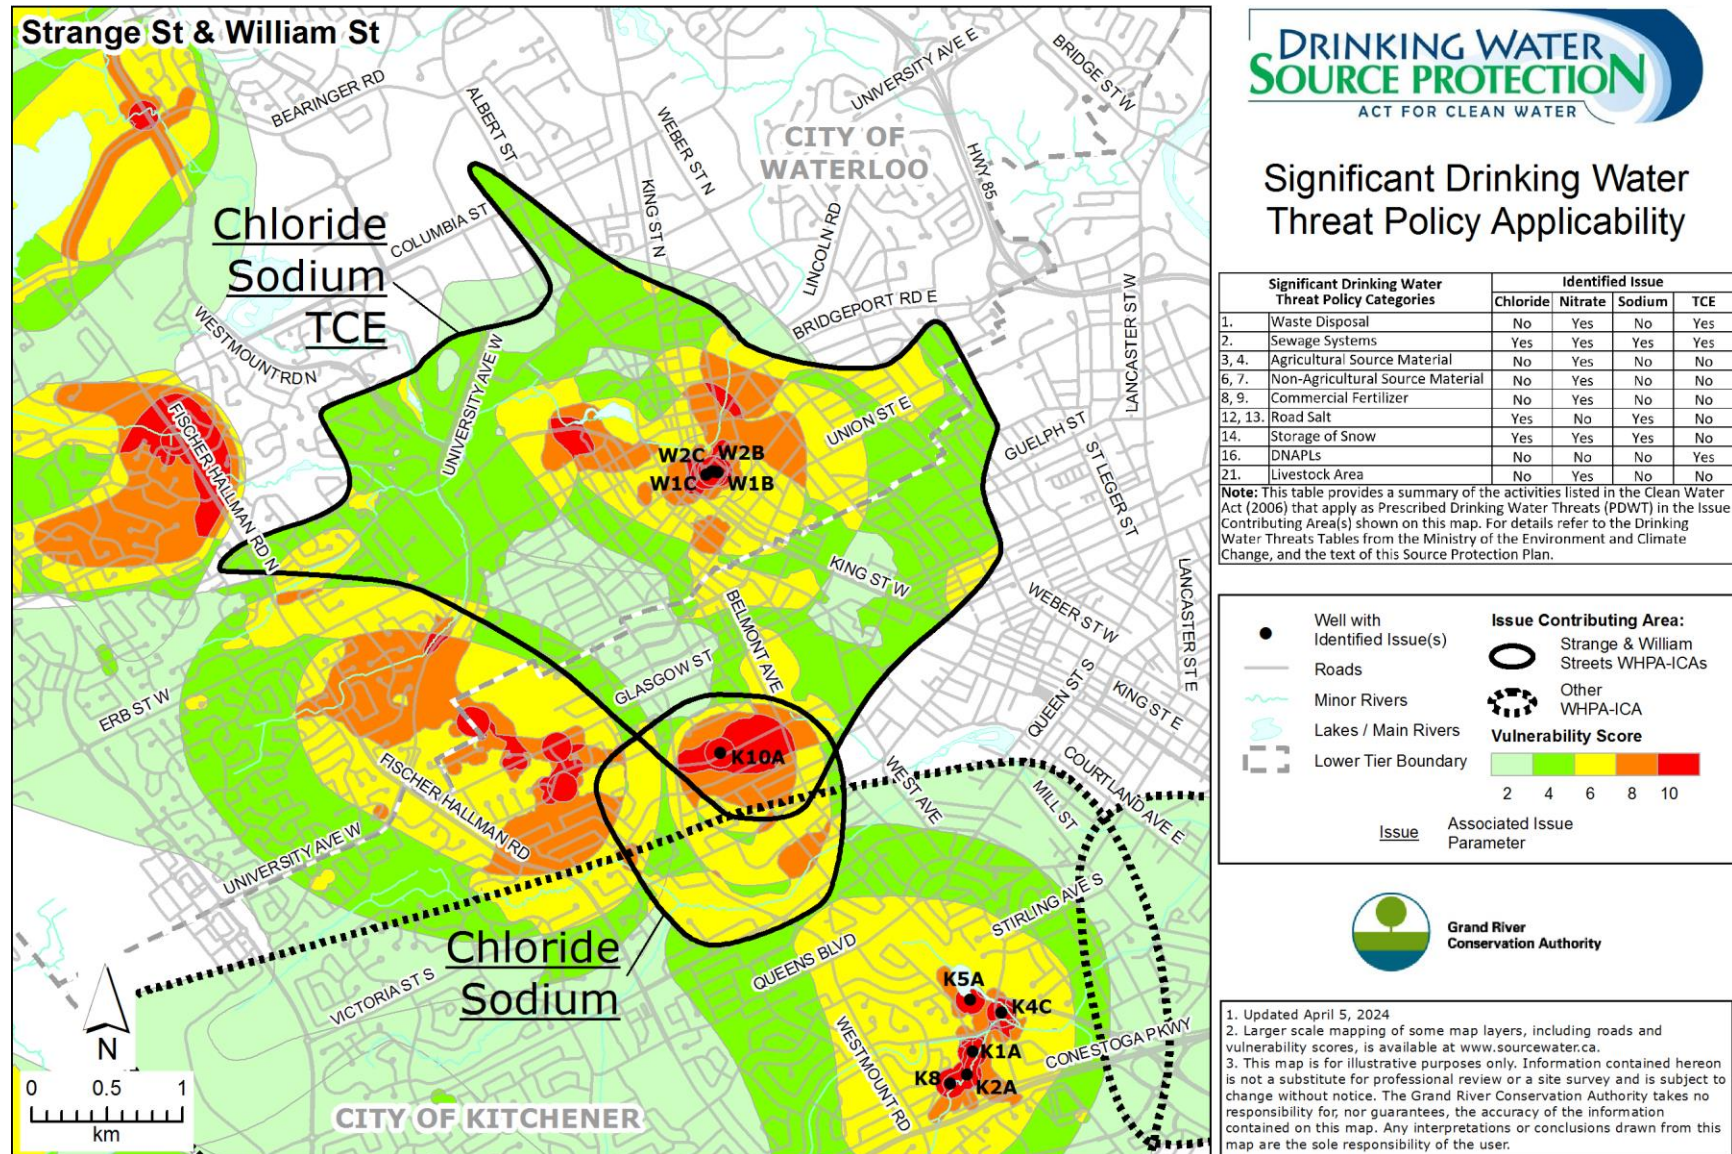 Strange St & William St
BEARINGER RD
ALBERT ST
WEBER ST N
UNIVERSITY AVE E
BRIDGE ST W
CITY OF
WATERLOO
HWY 85
KING ST N
COLUMBIA ST
LINCOLN RD
Chloride
Sodium
TCE
BRIDGEPORT RD E
LANCASTER ST W
WESTMOUNT RD N
UNIVERSITY AVE W
FISCHER HALLMAN RD N
UNION ST E
GUELPH ST
ST LEGER ST
W2C
W2B
W1C
W1B
KING ST W
BELMONT AVE
WEBER ST W
LANCASTER ST E
GLASGOW ST
QUEEN ST S
KING ST E
ERB ST W
K10A
FISCHER HALLMAN RD
WEST AVE
COURTLAND AVE E
MILL ST
UNIVERSITY AVE W
STIRLING AVE S
Chloride
Sodium
QUEENS BLVD
VICTORIA ST S
K5A
K4C
WESTMOUNT RD
K1A
CONESTOGA PKWY
K8
K2A
N
0 0.5 1
km
CITY OF KITCHENER
DRINKING WATER
SOURCE PROTECTION
ACT FOR CLEAN WATER
Significant Drinking Water
Threat Policy Applicability
Significant Drinking Water
Threat Policy Categories
Identified Issue
Chloride Nitrate Sodium TCE
1. Waste Disposal No Yes No Yes
2. Sewage Systems Yes Yes Yes Yes
3, 4. Agricultural Source Material No Yes No No
6, 7. Non-Agricultural Source Material No Yes No No
8, 9. Commercial Fertilizer No Yes No No
12, 13. Road Salt Yes No Yes No
14. Storage of Snow Yes Yes Yes No
16. DNAPLs No No No Yes
21. Livestock Area No Yes No No
Note: This table provides a summary of the activities listed in the Clean Water
Act (2006) that apply as Prescribed Drinking Water Threats (PDWT) in the Issue
Contributing Area(s) shown on this map. For details refer to the Drinking
Water Threats Tables from the Ministry of the Environment and Climate
Change, and the text of this Source Protection Plan.
Well with
Identified Issue(s)
Roads
Minor Rivers
Lakes / Main Rivers
Lower Tier Boundary
Issue Contributing Area:
Strange & William
Streets WHPA-ICAs
Other
WHPA-ICA
Vulnerability Score
2 4 6 8 10
Issue
Associated Issue
Parameter
Grand River
Conservation Authority
1. Updated April 5, 2024
2. Larger scale mapping of some map layers, including roads and
vulnerability scores, is available at www.sourcewater.ca.
3. This map is for illustrative purposes only. Information contained hereon
is not a substitute for professional review or a site survey and is subject to
change without notice. The Grand River Conservation Authority takes no
responsibility for, nor guarantees, the accuracy of the information
contained on this map. Any interpretations or conclusions drawn from this
map are the sole responsibility of the user.